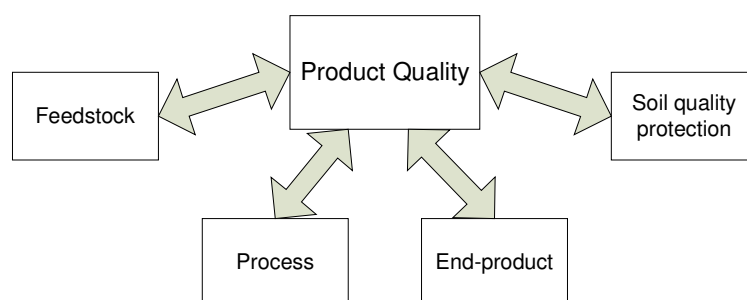 Product Quality
Feedstock
Soil quality
protection
Process
End-product